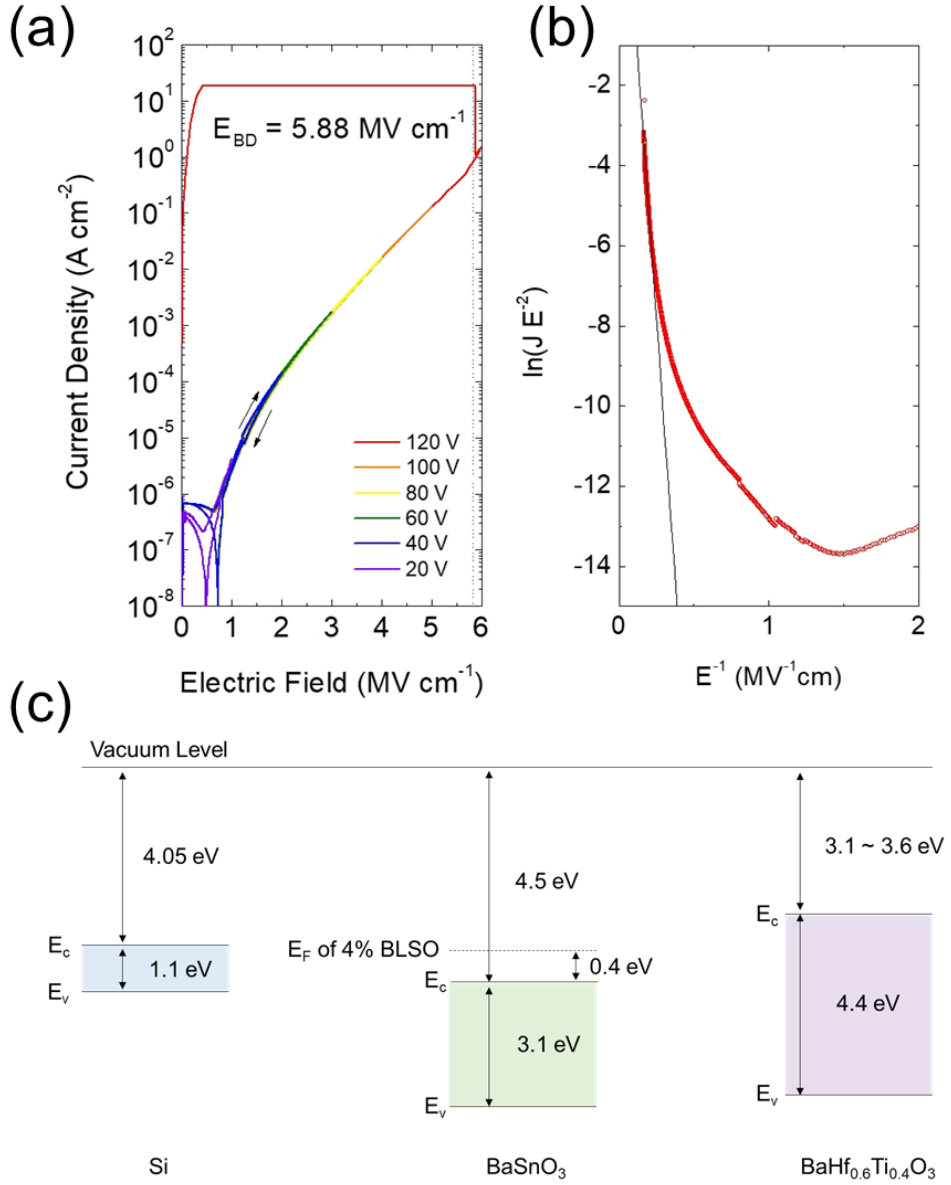 (a)
10²
10¹
10⁰
10⁻¹
10⁻²
10⁻³
10⁻⁴
10⁻⁵
10⁻⁶
10⁻⁷
10⁻⁸
Current Density (A cm⁻²)
E_BD = 5.88 MV cm⁻¹
120 V
100 V
80 V
60 V
40 V
20 V
0 1 2 3 4 5 6
Electric Field (MV cm⁻¹)
(b)
-2
-4
-6
-8
-10
-12
-14
ln(J E⁻²)
0 1 2
E⁻¹ (MV⁻¹cm)
(c)
Vacuum Level
4.05 eV
E_c
1.1 eV
E_v
Si
4.5 eV
E_F of 4% BLSO
0.4 eV
E_c
3.1 eV
E_v
BaSnO₃
3.1 ~ 3.6 eV
E_c
4.4 eV
E_v
BaHf₀.₆Ti₀.₄O₃